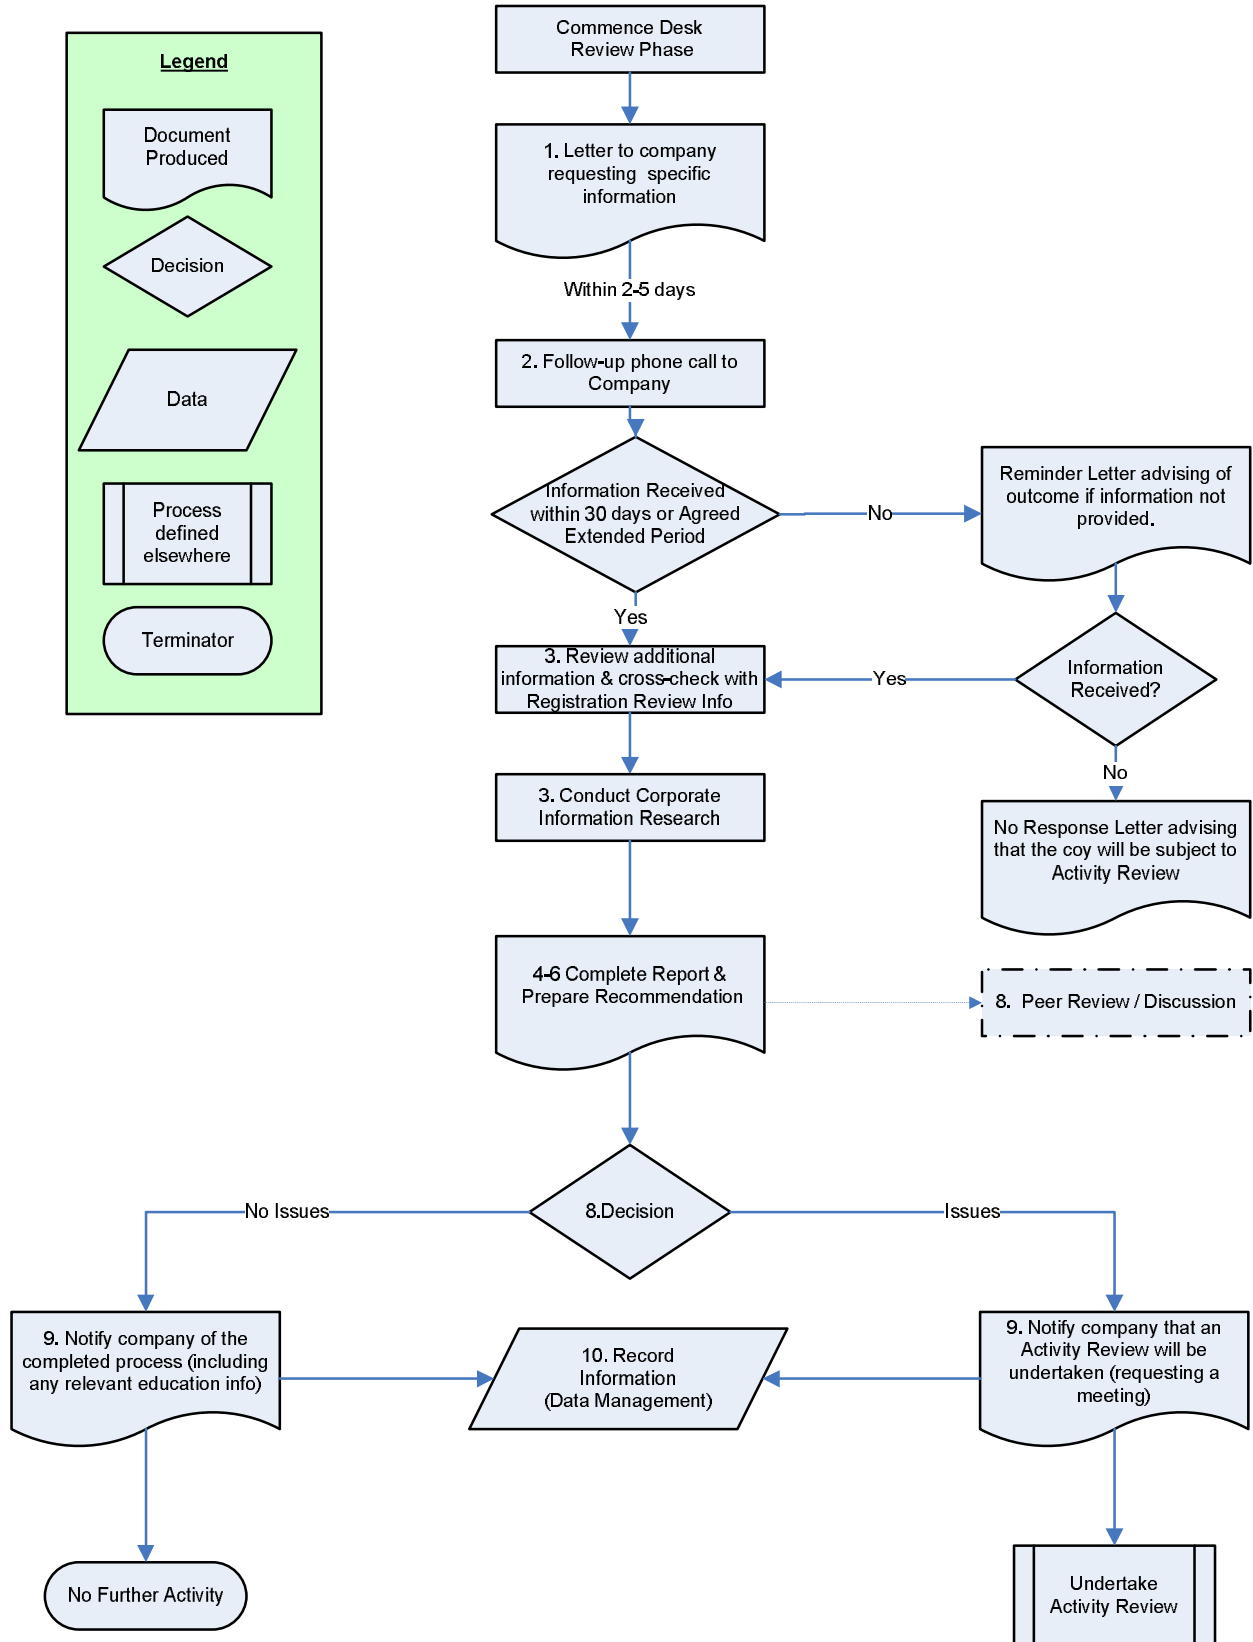 Legend
Document
Produced
Decision
Data
Process
defined
elsewhere
Terminator
Commence Desk
Review Phase
1. Letter to company
requesting specific
information
Within 2-5 days
2. Follow-up phone call to
Company
Information Received
within 30 days or Agreed
Extended Period
No
Reminder Letter advising of
outcome if information not
provided.
Yes
Information
Received?
Yes
No
No Response Letter advising
that the coy will be subject to
Activity Review
3. Review additional
information & cross-check with
Registration Review Info
3. Conduct Corporate
Information Research
4-6 Complete Report &
Prepare Recommendation
8. Peer Review / Discussion
8.Decision
No Issues
Issues
9. Notify company of the
completed process (including
any relevant education info)
10. Record
Information
(Data Management)
9. Notify company that an
Activity Review will be
undertaken (requesting a
meeting)
No Further Activity
Undertake
Activity Review